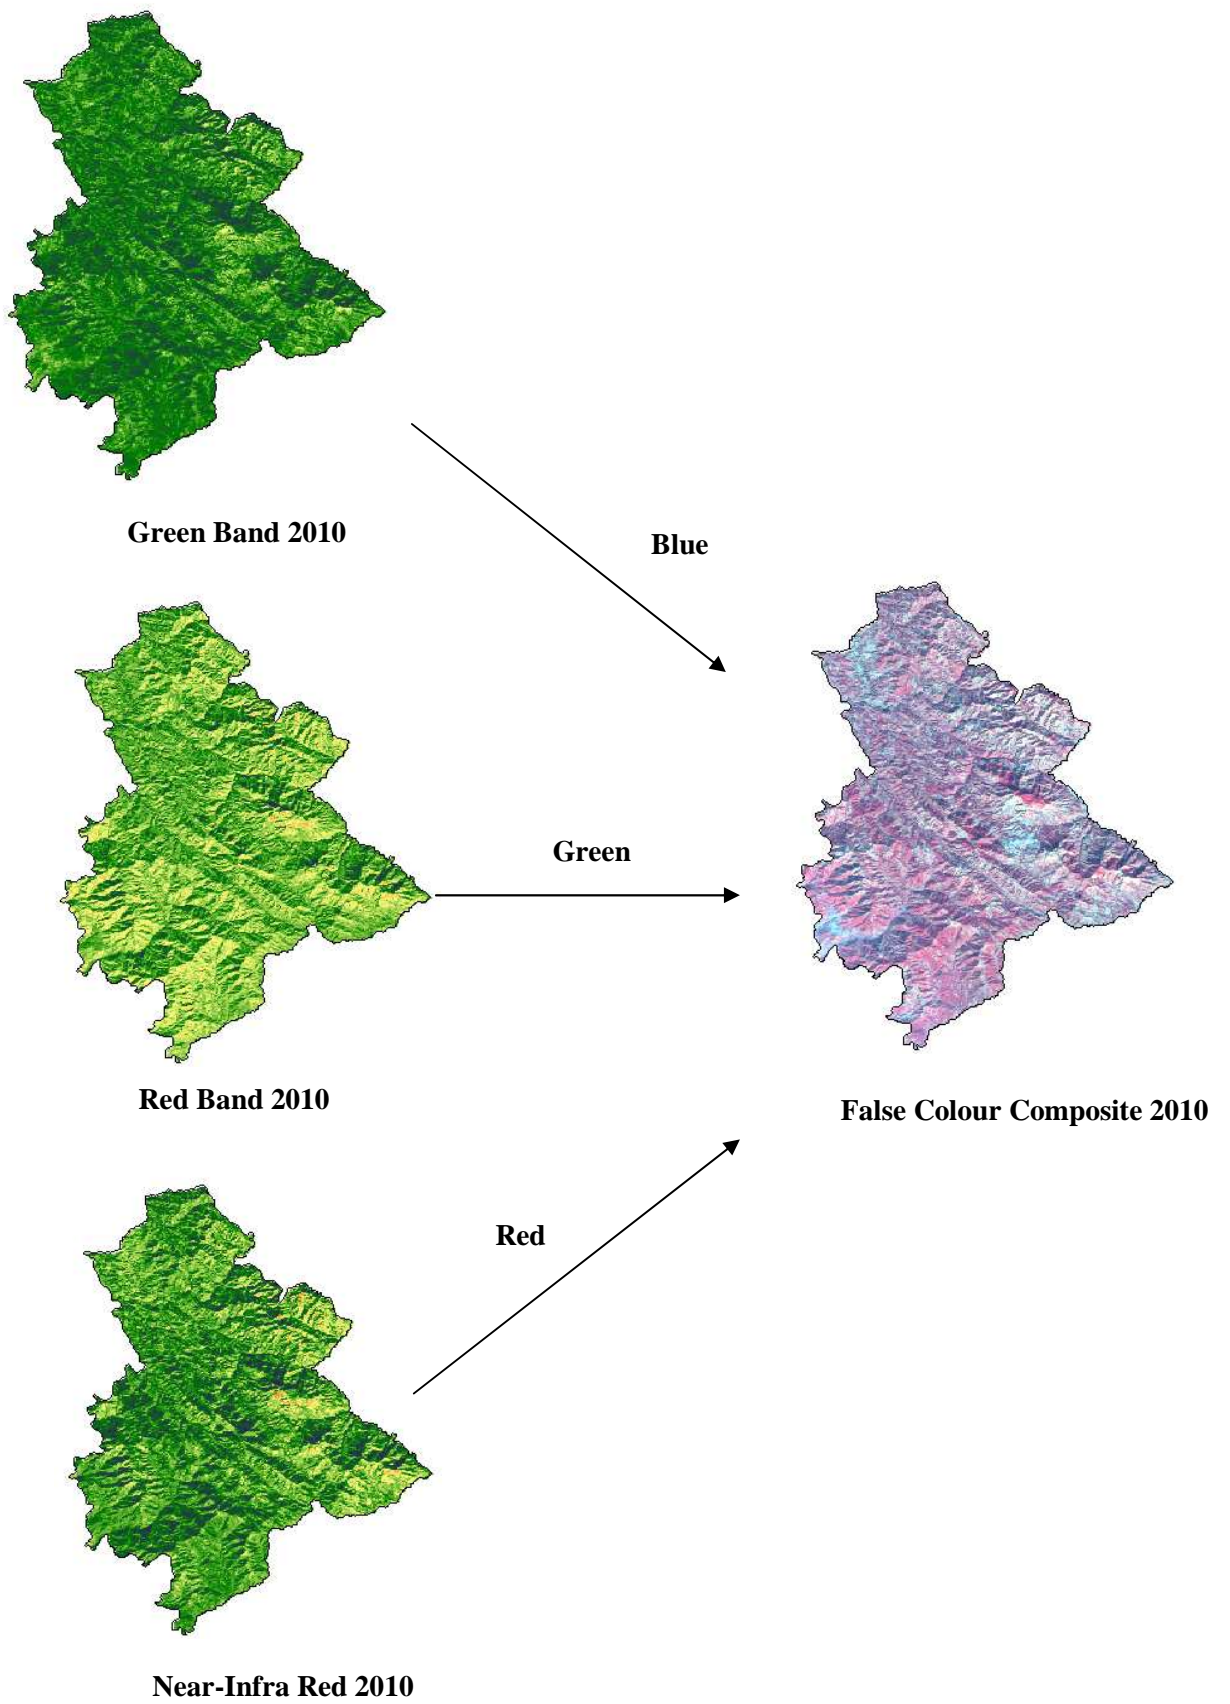 Green Band 2010
Blue
Green
Red Band 2010
False Colour Composite 2010
Red
Near-Infra Red 2010